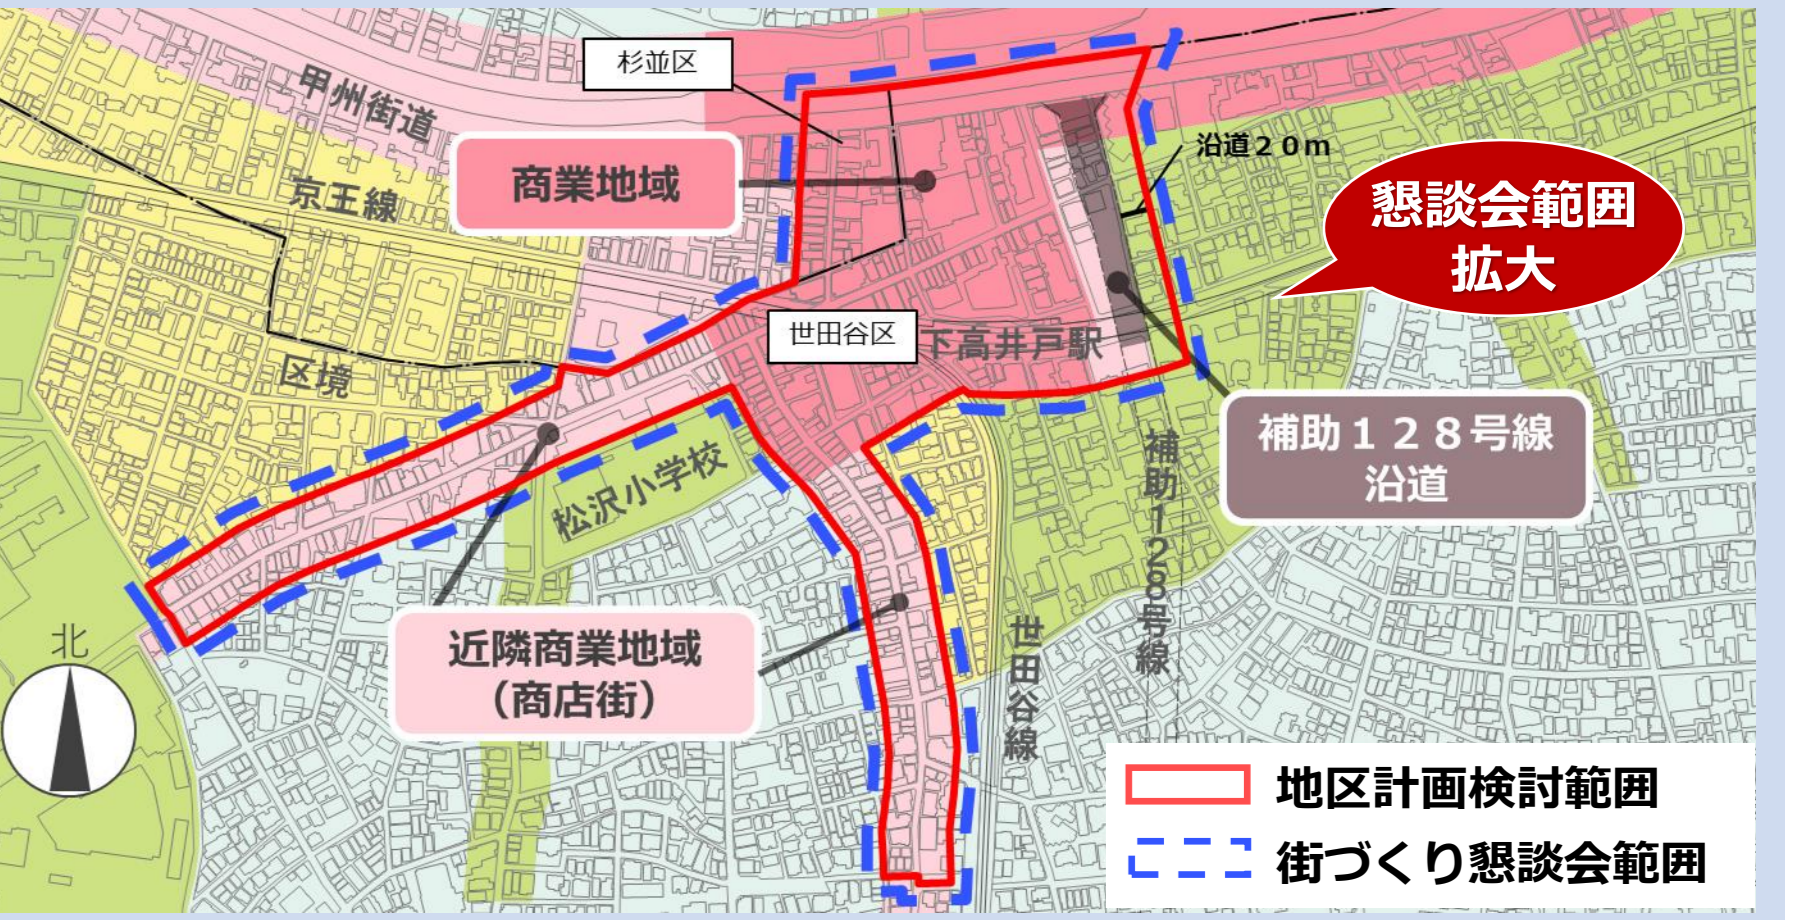 杉並区
甲州街道
商業地域
沿道20m
懇談会範囲
拡大
京王線
世田谷区
下高井戸駅
区境
補助128号線
沿道
松沢小学校
補助128号線
近隣商業地域
(商店街)
世田谷線
北
地区計画検討範囲
街づくり懇談会範囲